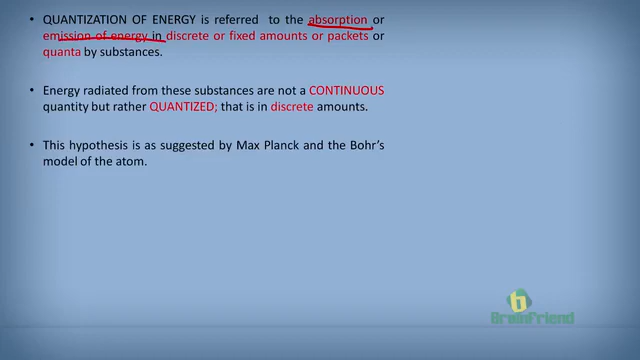 • QUANTIZATION OF ENERGY is referred to the absorption or
emission of energy in discrete or fixed amounts or packets or
quanta by substances.
• Energy radiated from these substances are not a CONTINUOUS
quantity but rather QUANTIZED; that is in discrete amounts.
• This hypothesis is as suggested by Max Planck and the Bohr's
model of the atom.
b
BrainFriend